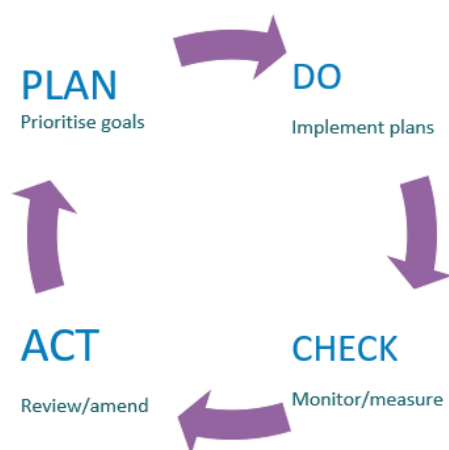 PLAN
Prioritise goals
DO
Implement plans
CHECK
Monitor/measure
ACT
Review/amend